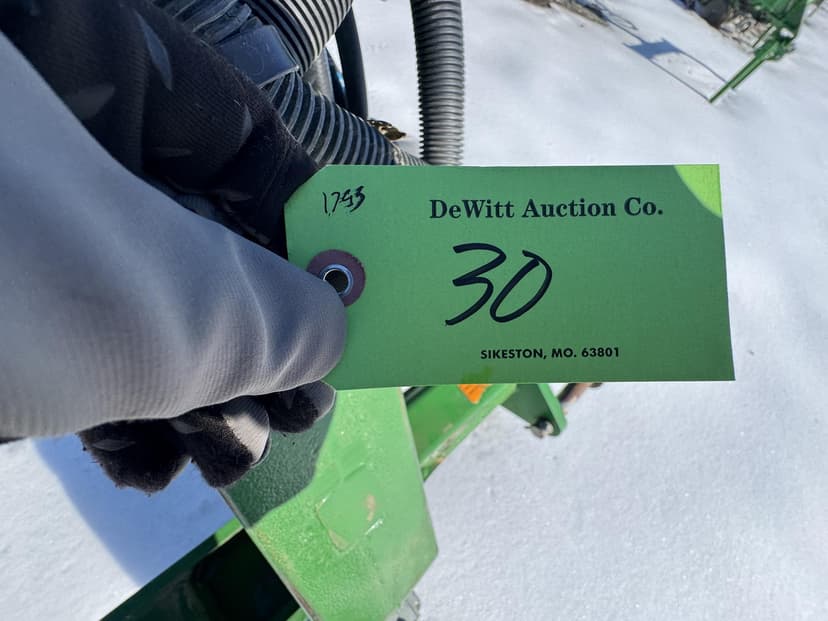 1753
DeWitt Auction Co.
30
SIKESTON, MO. 63801